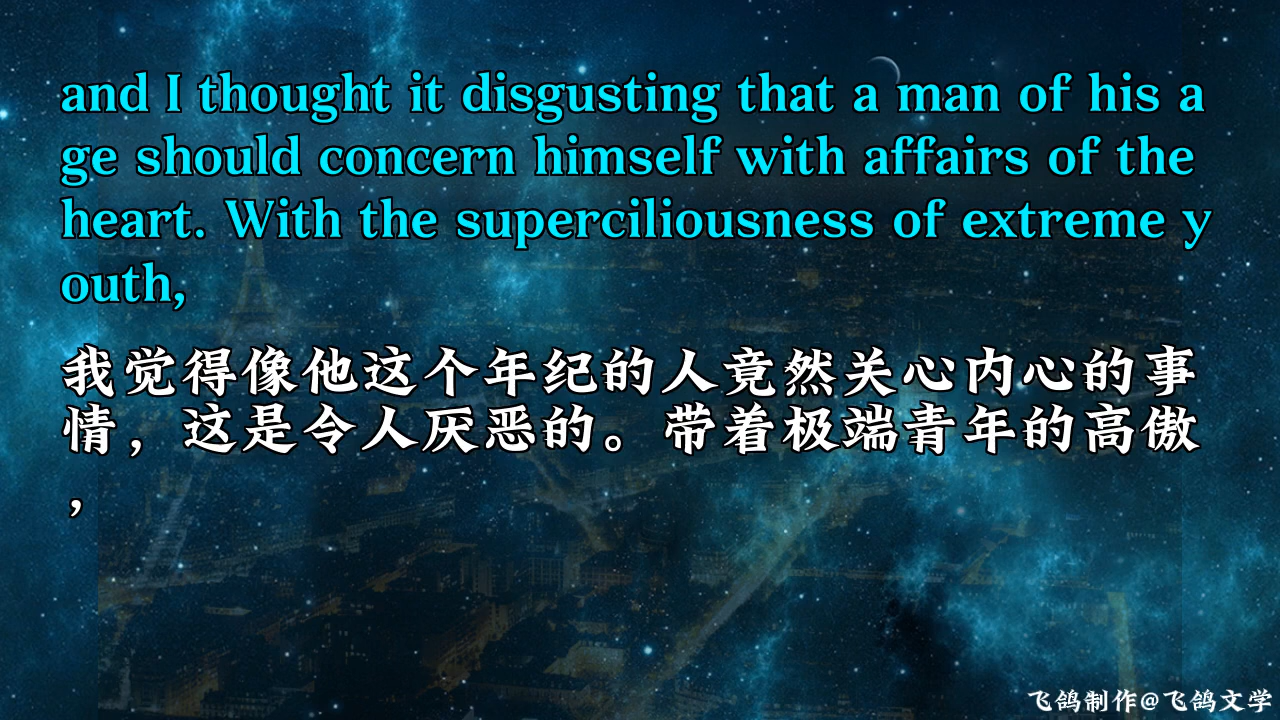 and I thought it disgusting that a man of his a
ge should concern himself with affairs of the
heart. With the superciliousness of extreme y
outh,
我觉得像他这个年纪的人竟然关心内心的事
情，这是令人厌恶的。带着极端青年的高傲
，
飞鸽制作@飞鸽文学